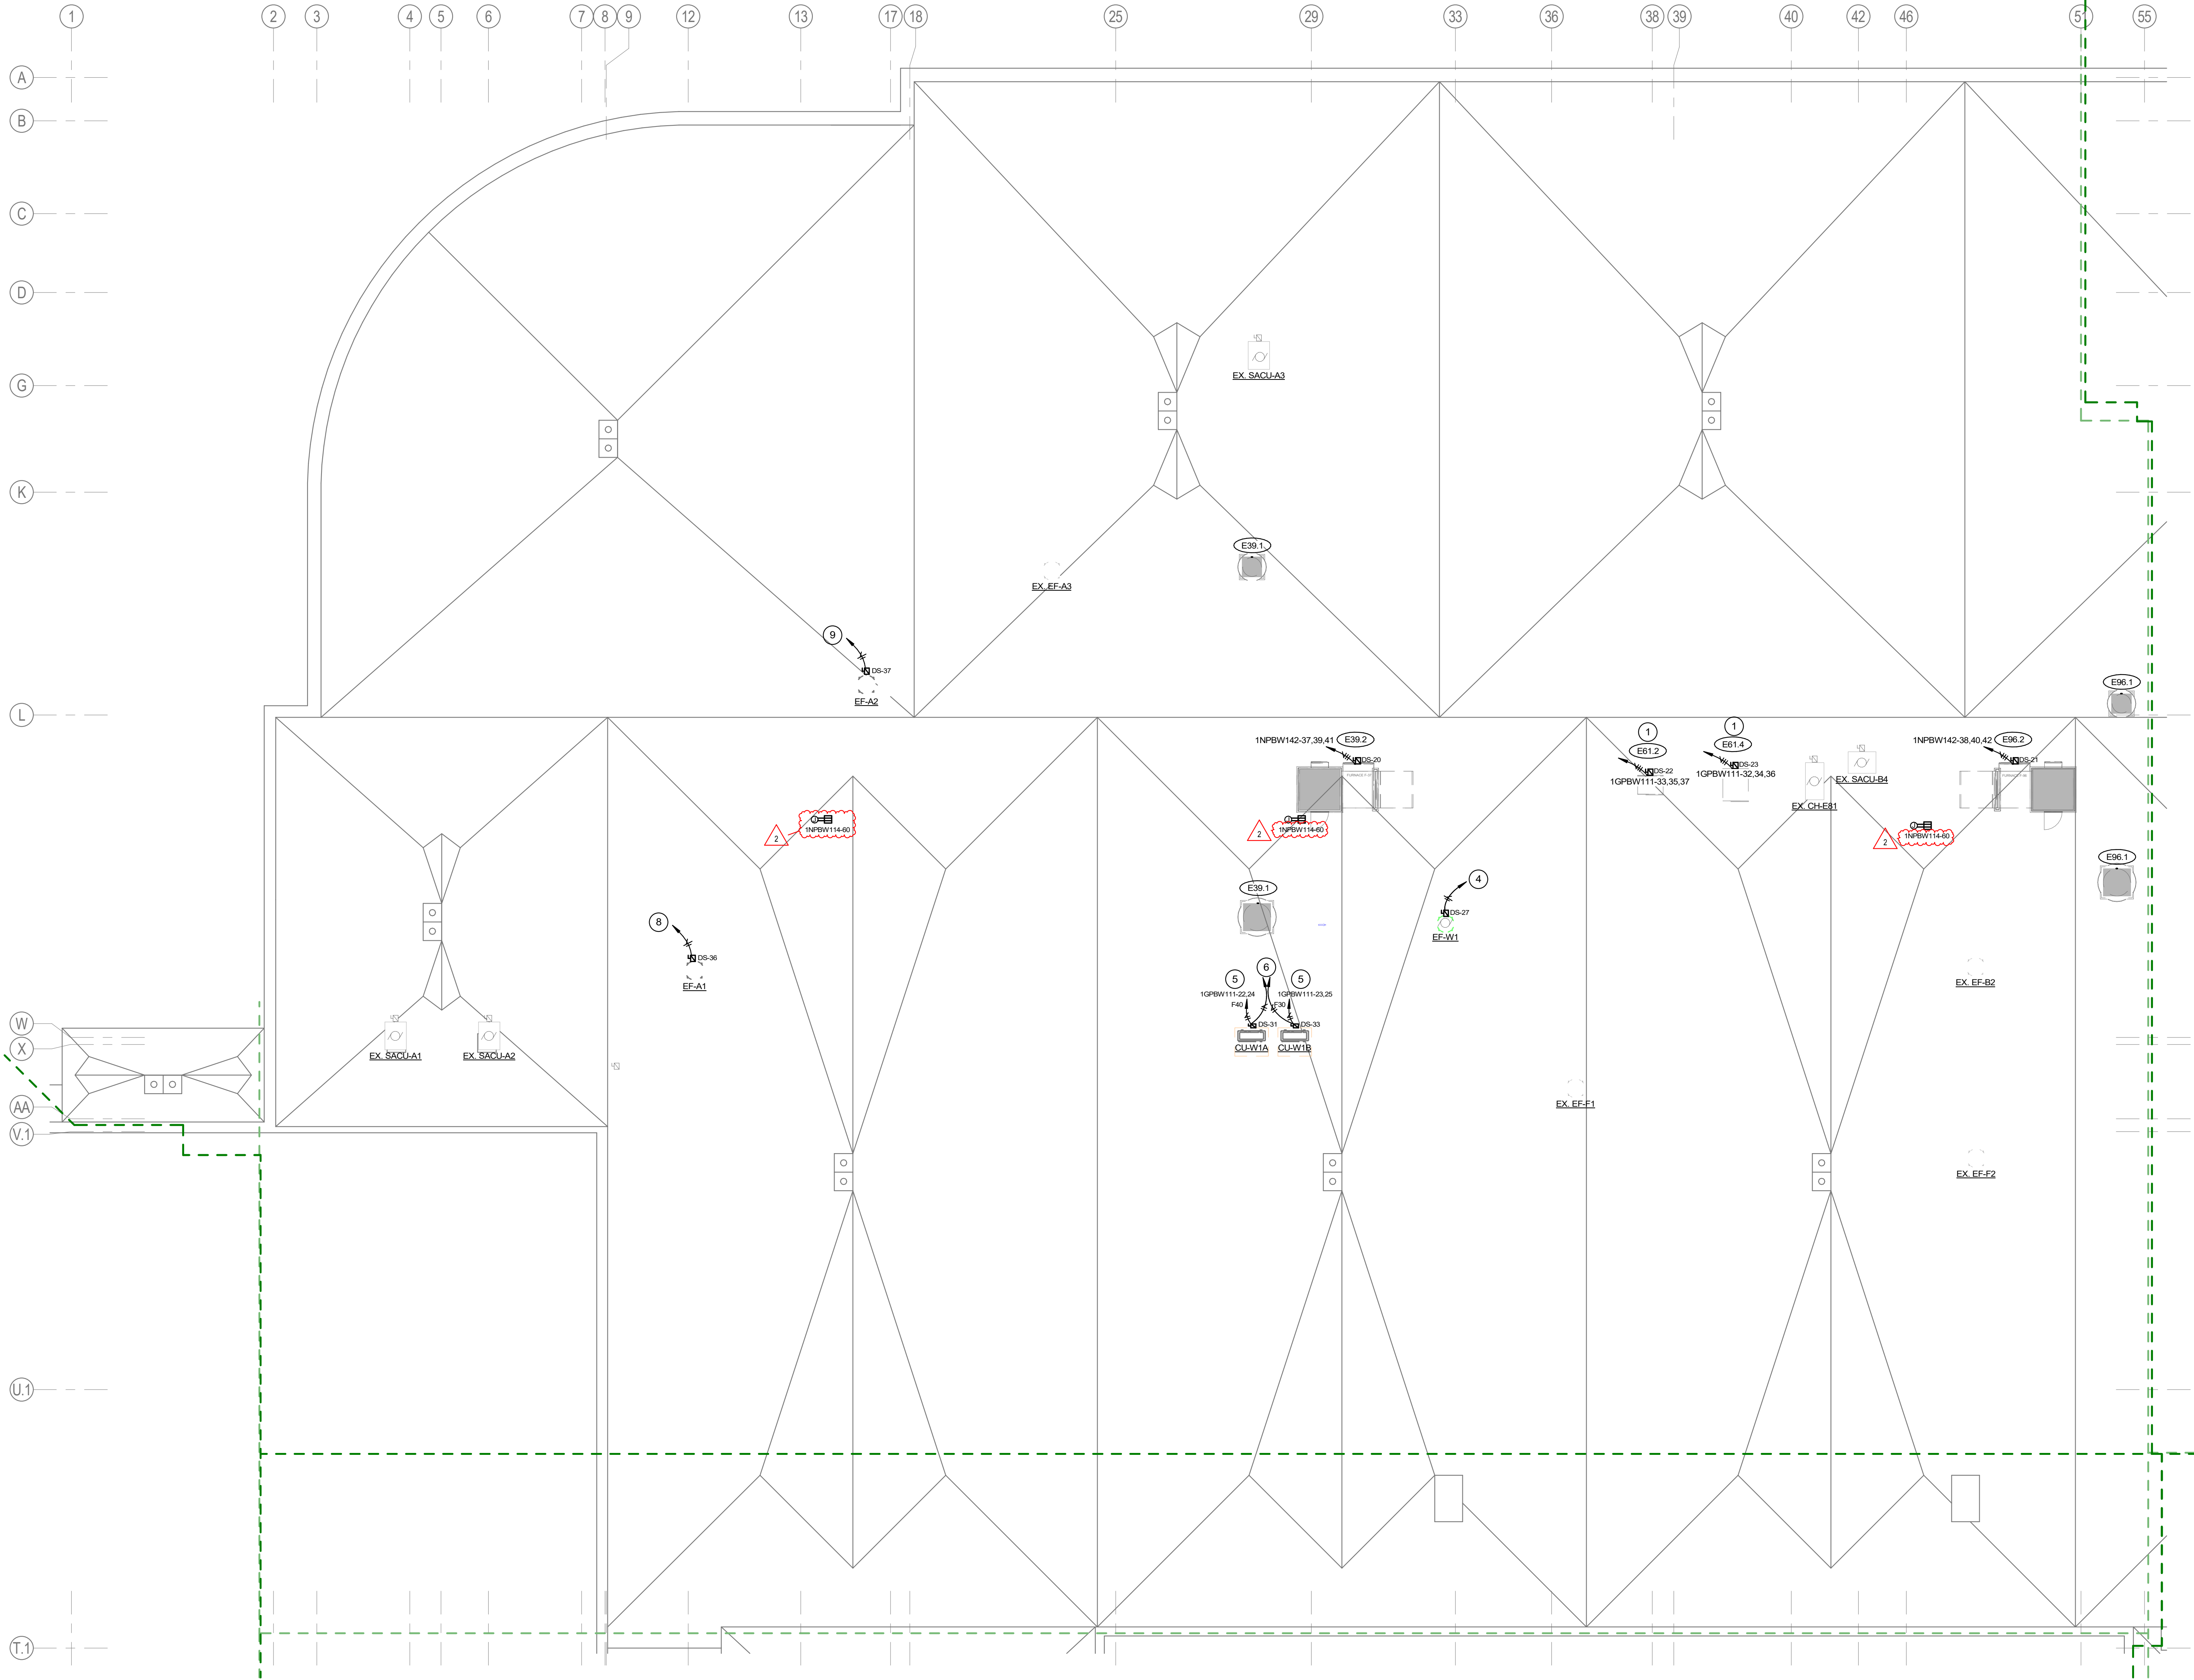 1 2 3 4 5 6 7 8 9 12 13 17 18 25 29 33 36 38 39 40 42 46 51 55
A
B
C
D
G
EX. SACU-A3
K
E39.1
EX. EF-A3
9
DS-37
EF-A2
E96.1
L
1NPBW142-37,39,41 E39.2
DS-20
1
E61.2
DS-22
1GPBW111-33,35,37
1
E61.4
DS-23
1GPBW111-32,34,36
EX. CH-E81
EX. SACU-B4
1NPBW142-38,40,42 E96.2
DS-21
J
1NPBW114-60
2
J
1NPBW114-60
2
J
1NPBW114-60
2
E96.1
E39.1
4
DS-27
EF-W1
8
DS-36
EF-A1
EX. EF-B2
5
1GPBW111-22,24
F40
6
5
1GPBW111-23,25
F30
DS-31
DS-33
CU-W1A
CU-W1B
W
X
EX. SACU-A1
EX. SACU-A2
EX. EF-F1
AA
V.1
EX. EF-F2
U.1
T.1